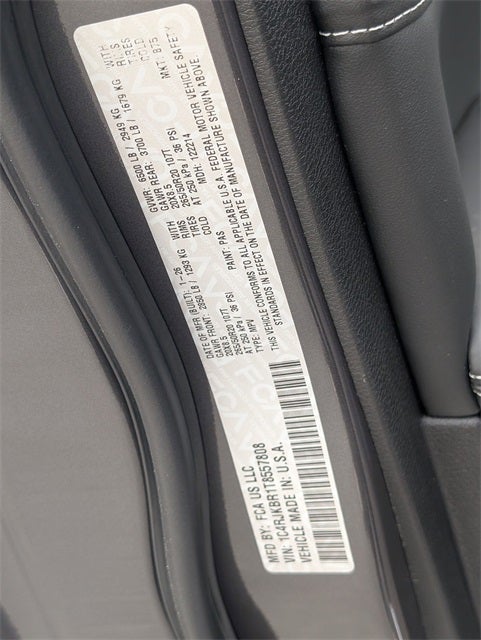 MFD BY: FCA US LLC
DATE OF MFR (BUILT): 1-26
GVWR: 6500 LB / 2949 KG
GAWR FRONT: 2850 LB / 1293 KG WITH
GAWR REAR: 3700 LB / 1679 KG WITH
20X8.5 RIMS
20X8.5 RIMS
265/50R20 107T TIRES
265/50R20 107T TIRES
AT 250 kPa / 36 PSI COLD
AT 250 kPa / 36 PSI COLD
TYPE: MPV
PAINT: PAS
MDH: 122214
MKT: 875
THIS VEHICLE CONFORMS TO ALL APPLICABLE U.S.A. FEDERAL MOTOR VEHICLE SAFETY
STANDARDS IN EFFECT ON THE DATE OF MANUFACTURE SHOWN ABOVE.
VIN: 1C4RJKBR1T8557808
VEHICLE MADE IN: U.S.A.